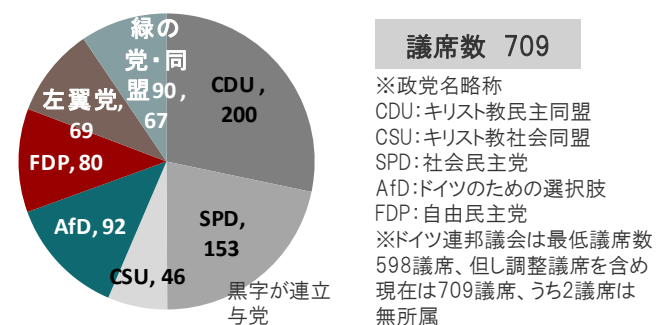 緑の
党・同
盟90,
67
CDU,
200
左翼党,
69
FDP, 80
AfD, 92
SPD,
153
CSU, 46
黒字が連立
与党
議席数 709
※政党名略称
CDU:キリスト教民主同盟
CSU:キリスト教社会同盟
SPD:社会民主党
AfD:ドイツのための選択肢
FDP:自由民主党
※ドイツ連邦議会は最低議席数
598議席、但し調整議席を含め
現在は709議席、うち2議席は
無所属